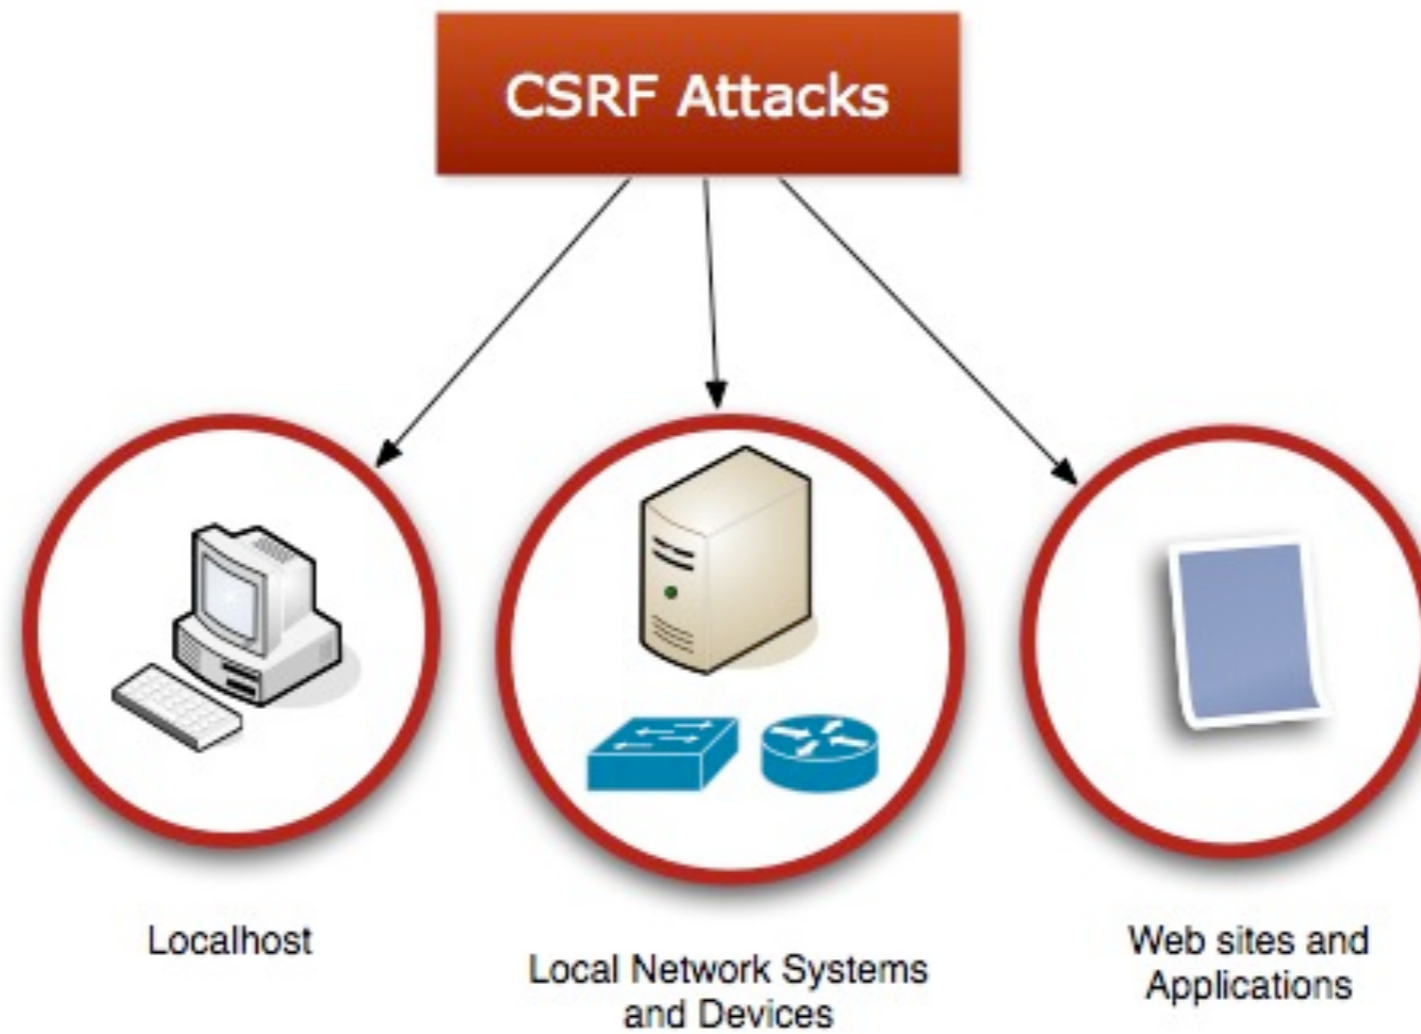 CSRF Attacks
Localhost
Local Network Systems
and Devices
Web sites and
Applications